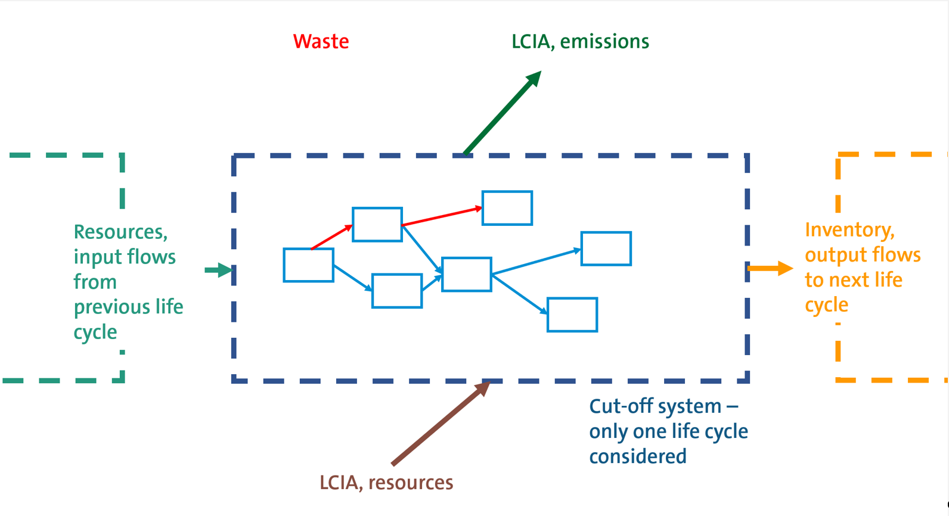 Waste
LCIA, emissions
Resources,
input flows
from
previous life
cycle
Inventory,
output flows
to next life
cycle
Cut-off system –
only one life cycle
considered
LCIA, resources